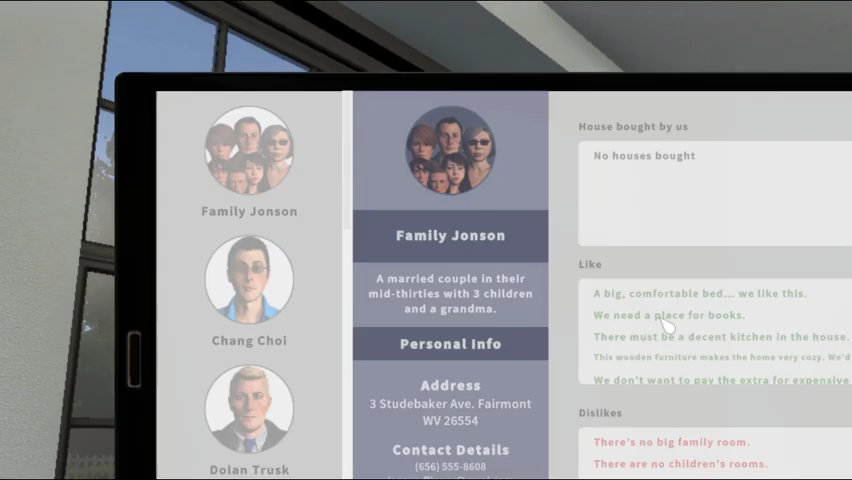 Family Jonson
Chang Choi
Dolan Trusk
Family Jonson
A married couple in their
mid-thirties with 3 children
and a grandma.
Personal Info
Address
3 Studebaker Ave. Fairmont
WV 26554
Contact Details
(656) 555-8608
House bought by us
No houses bought
Like
A big, comfortable bed... we like this.
We need a place for books.
There must be a decent kitchen in the house.
This wooden furniture makes the home very cozy. We'd
We don't want to pay the extra for expensive
Dislikes
There's no big family room.
There are no children's rooms.